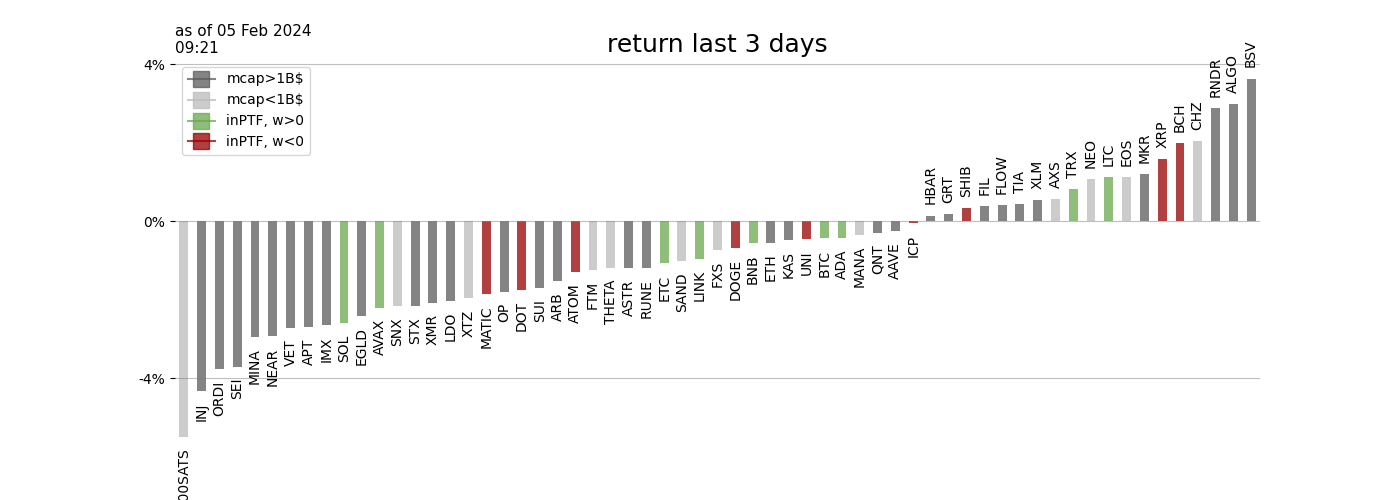 as of 05 Feb 2024
09:21
return last 3 days
4%
0%
-4%
mcap>1B$
mcap<1B$
inPTF, w>0
inPTF, w<0
00SATS
INJ
ORDI
SEI
MINA
NEAR
VET
APT
IMX
SOL
EGLD
AVAX
SNX
STX
XMR
LDO
XTZ
MATIC
OP
DOT
SUI
ARB
ATOM
FTM
THETA
ASTR
RUNE
ETC
SAND
LINK
FXS
DOGE
BNB
ETH
KAS
UNI
BTC
ADA
MANA
QNT
AAVE
ICP
HBAR
GRT
SHIB
FIL
FLOW
TIA
XLM
AXS
TRX
NEO
LTC
EOS
MKR
XRP
BCH
CHZ
RNDR
ALGO
BSV